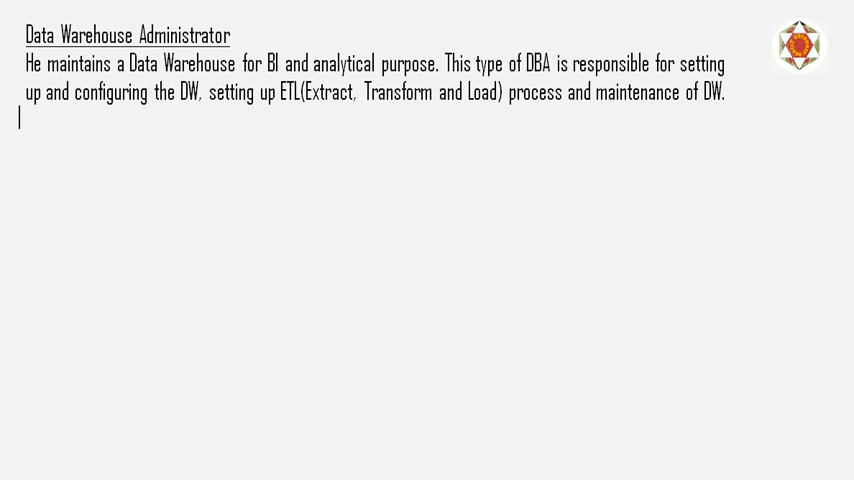 Data Warehouse Administrator
He maintains a Data Warehouse for BI and analytical purpose. This type of DBA is responsible for setting
up and configuring the DW, setting up ETL(Extract, Transform and Load) process and maintenance of DW.